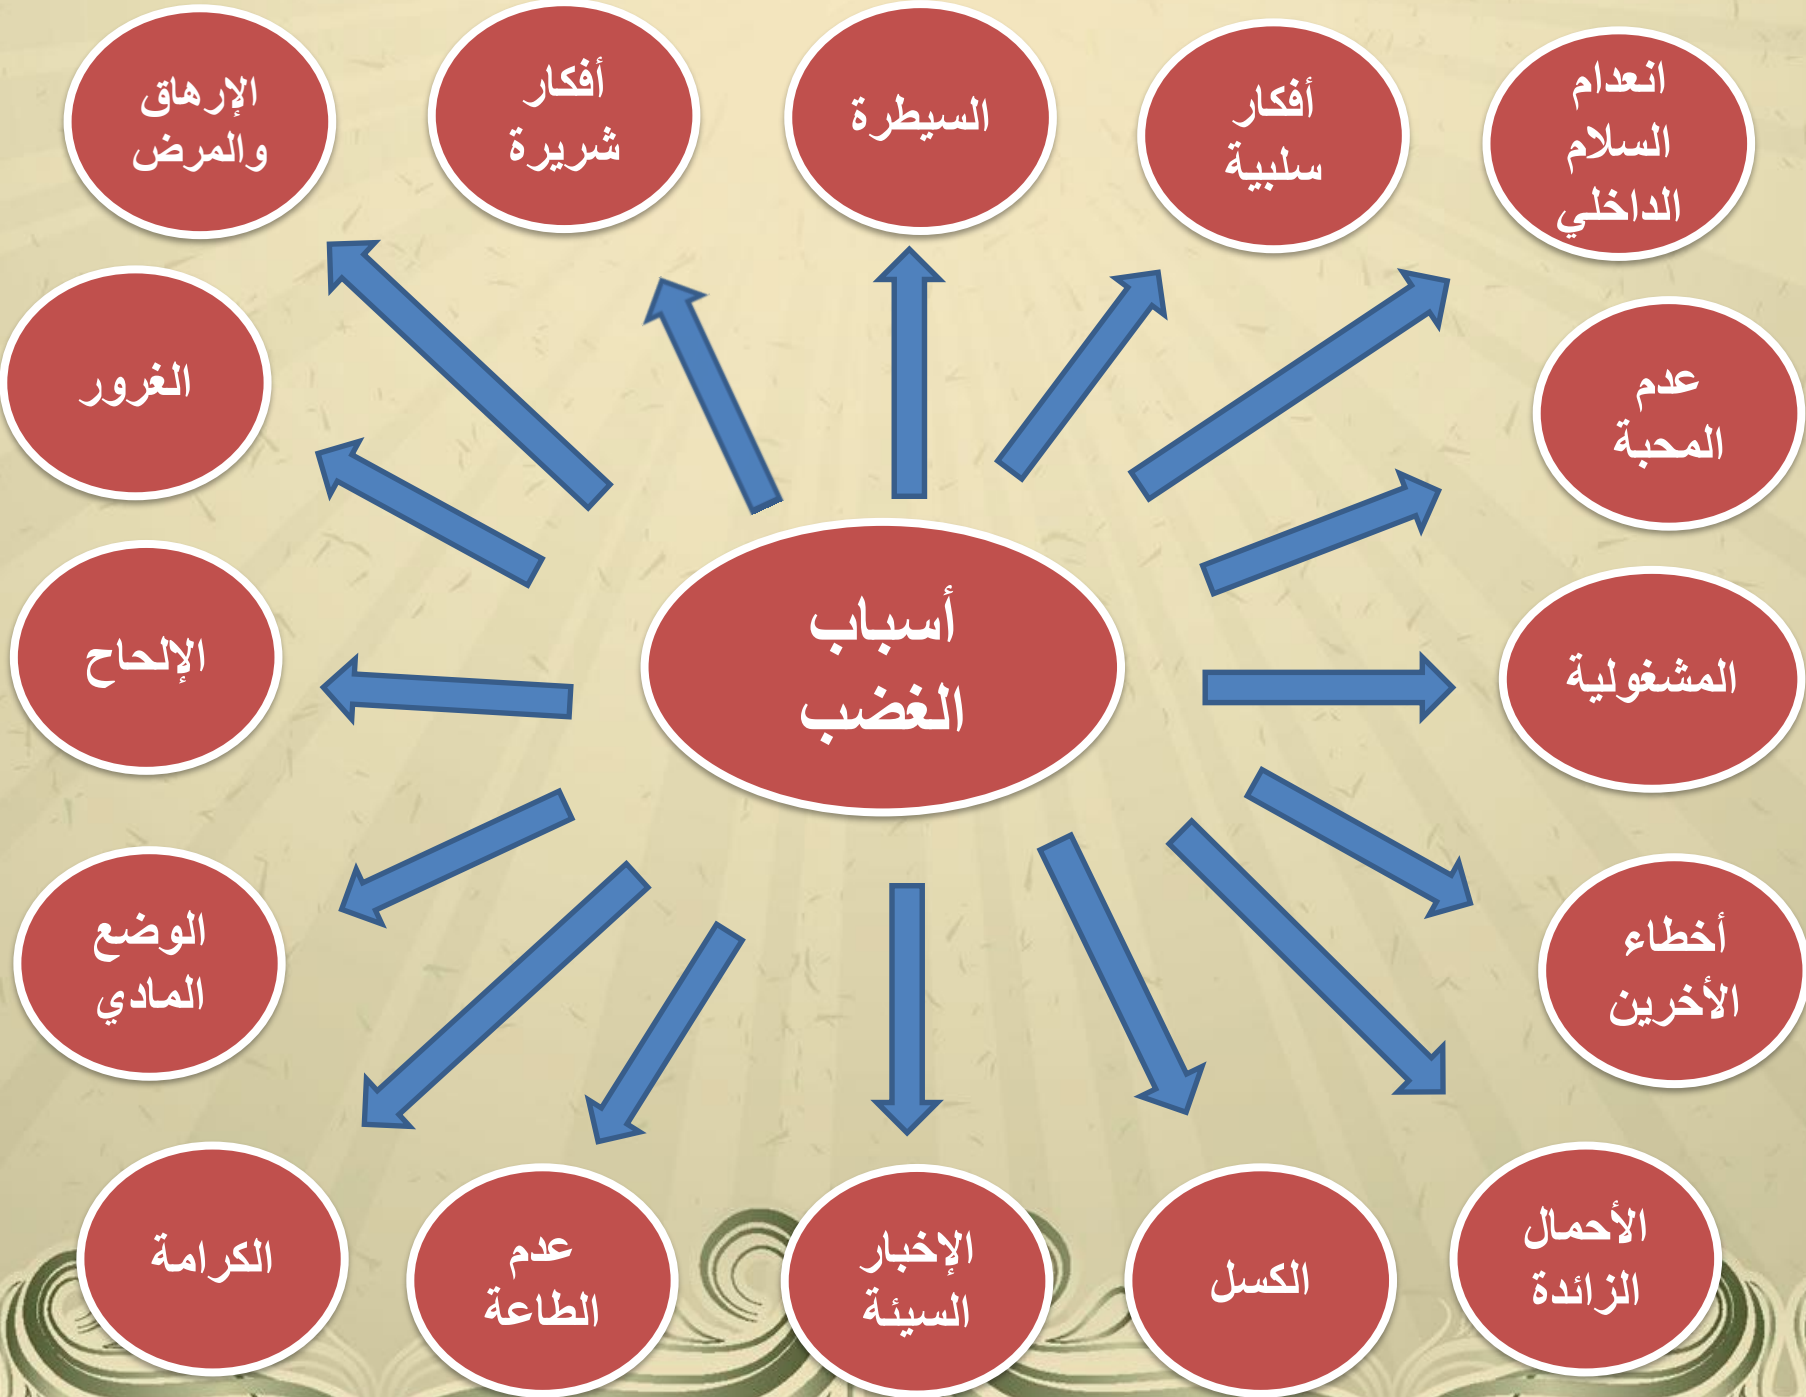 انعدام
السلام
الداخلي
أفكار
سلبية
السيطرة
أفكار
شريرة
الإرهاق
والمرض
عدم
المحبة
الغرور
أسباب
الغضب
المشغولية
الإلحاح
أخطاء
الأخرين
الوضع
المادي
الأحمال
الزائدة
الكسل
الإخبار
السيئة
عدم
الطاعة
الكرامة